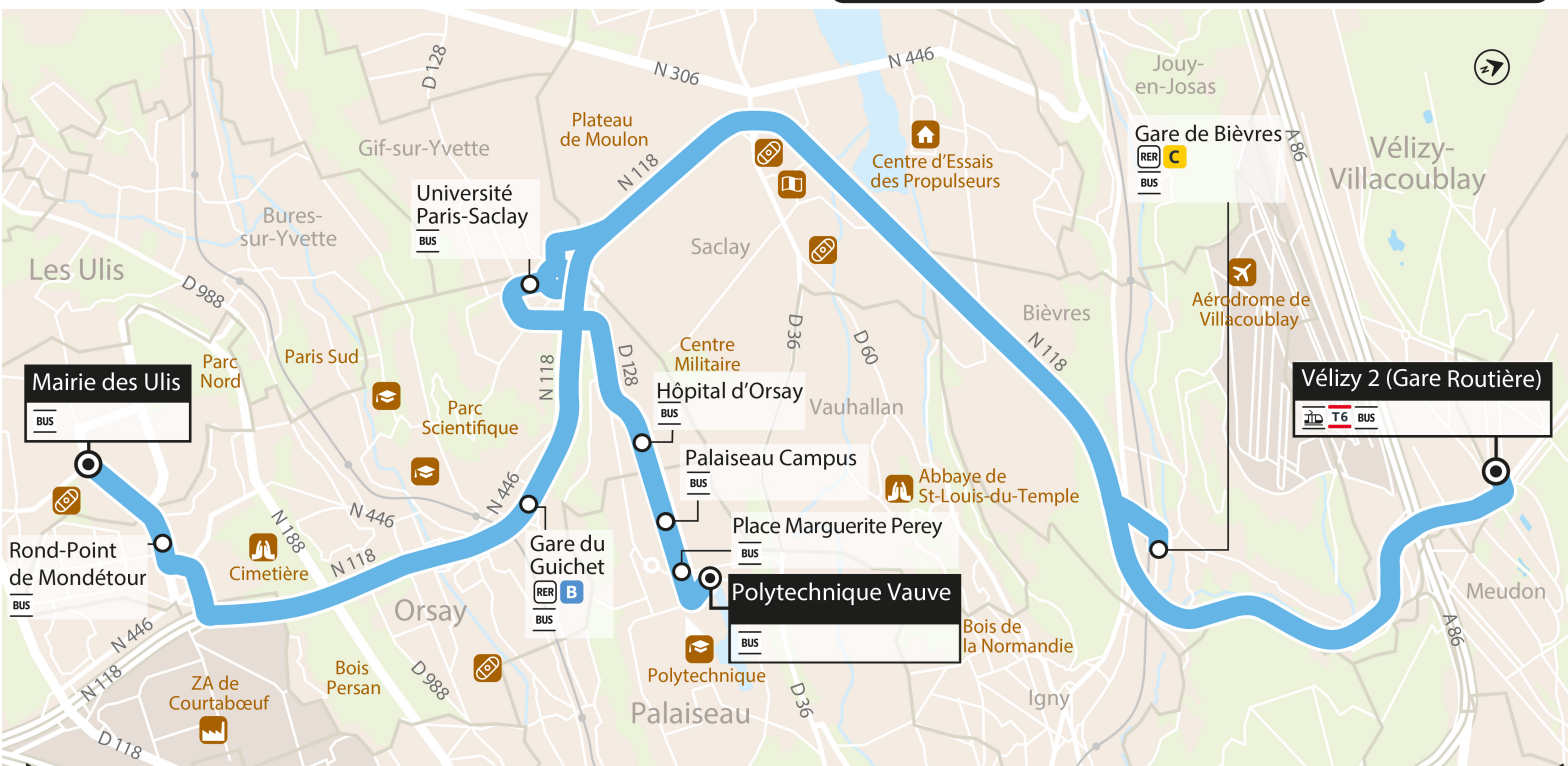 D 128
N 306
N 446
Jouy-
en-Josas
Z
Plateau
de Moulon
Gif-sur-Yvette
N 118
Centre d'Essais
des Propulseurs
Gare de Bièvres
RER C
BUS
A 86
Vélizy-
Villacoublay
Université
Paris-Saclay
BUS
Bures-
sur-Yvette
Saclay
Les Ulis
D 988
Aérodrome de
Villacoublay
Bièvres
N 118
D 36
D 60
Parc
Nord
Paris Sud
Centre
Militaire
D 128
N 118
Mairie des Ulis
BUS
Hôpital d'Orsay
BUS
Vauhallan
Vélizy 2 (Gare Routière)
T6 BUS
Parc
Scientifique
Palaiseau Campus
BUS
Abbaye de
St-Louis-du-Temple
N 446
N 446
N 188
Place Marguerite Perey
BUS
Rond-Point
de Mondétour
BUS
Cimetière
N 118
Gare du
Guichet
RER B
BUS
Polytechnique Vauve
BUS
Orsay
Meudon
N 446
N 118
A 86
Bois de
la Normandie
Polytechnique
Bois
Persan
D 988
ZA de
Courtabœuf
D 118
Palaiseau
D 36
Igny